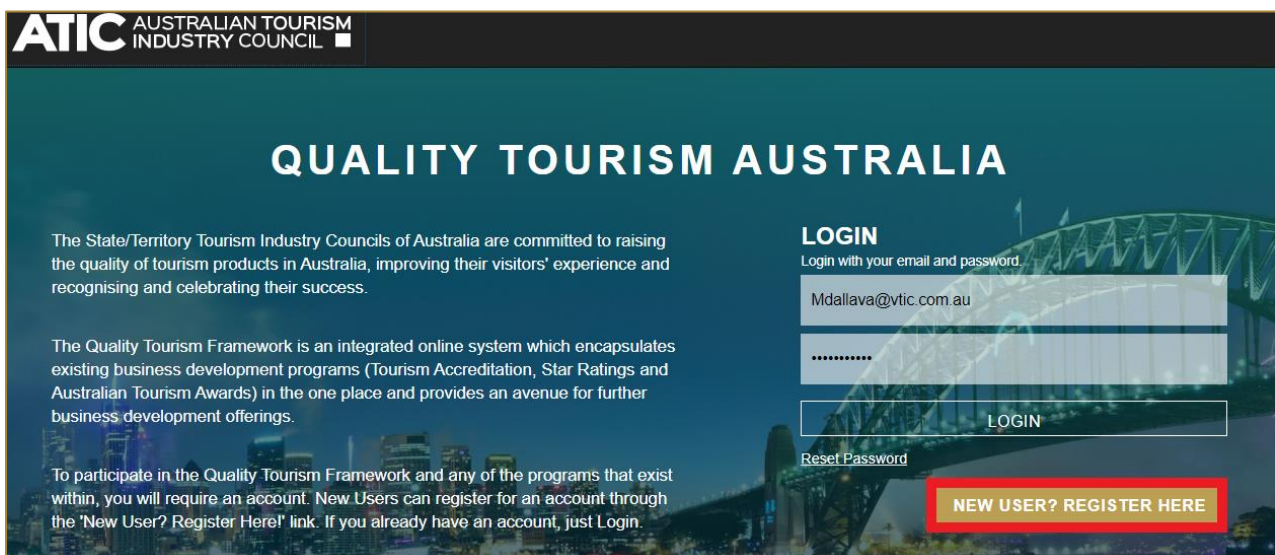 ATIC AUSTRALIAN TOURISM
INDUSTRY COUNCIL
QUALITY TOURISM AUSTRALIA
The State/Territory Tourism Industry Councils of Australia are committed to raising
the quality of tourism products in Australia, improving their visitors' experience and
recognising and celebrating their success.
The Quality Tourism Framework is an integrated online system which encapsulates
existing business development programs (Tourism Accreditation, Star Ratings and
Australian Tourism Awards) in the one place and provides an avenue for further
business development offerings.
To participate in the Quality Tourism Framework and any of the programs that exist
within, you will require an account. New Users can register for an account through
the 'New User? Register Here!' link. If you already have an account, just Login.
LOGIN
Login with your email and password.
Mdallava@vtic.com.au
•••••••••••
LOGIN
Reset Password
NEW USER? REGISTER HERE